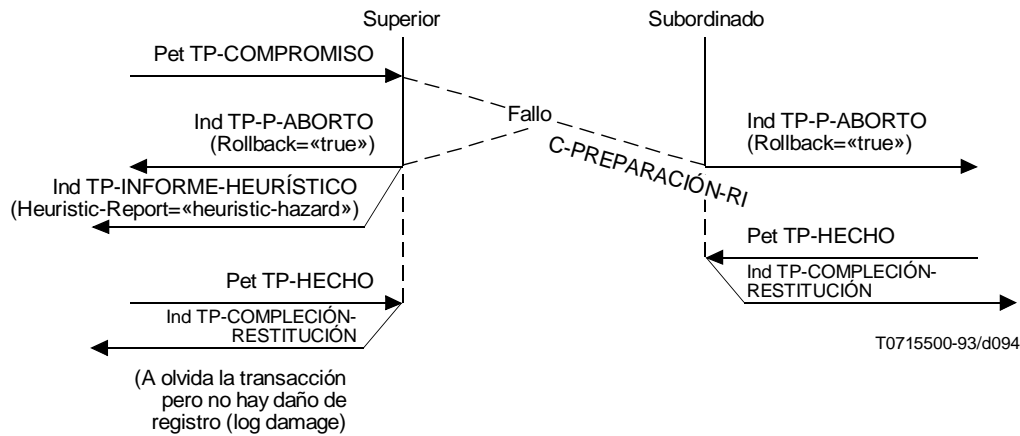 Superior
Subordinado
Pet TP-COMPROMISO
Fallo
Ind TP-P-ABORTO
(Rollback=«true»)
Ind TP-P-ABORTO
(Rollback=«true»)
C-PREPARACIÓN-RI
Ind TP-INFORME-HEURÍSTICO
(Heuristic-Report=«heuristic-hazard»)
Pet TP-HECHO
Ind TP-COMPLECIÓN-
RESTITUCIÓN
Pet TP-HECHO
Ind TP-COMPLECIÓN-
RESTITUCIÓN
T0715500-93/d094
(A olvida la transacción
pero no hay daño de
registro (log damage)